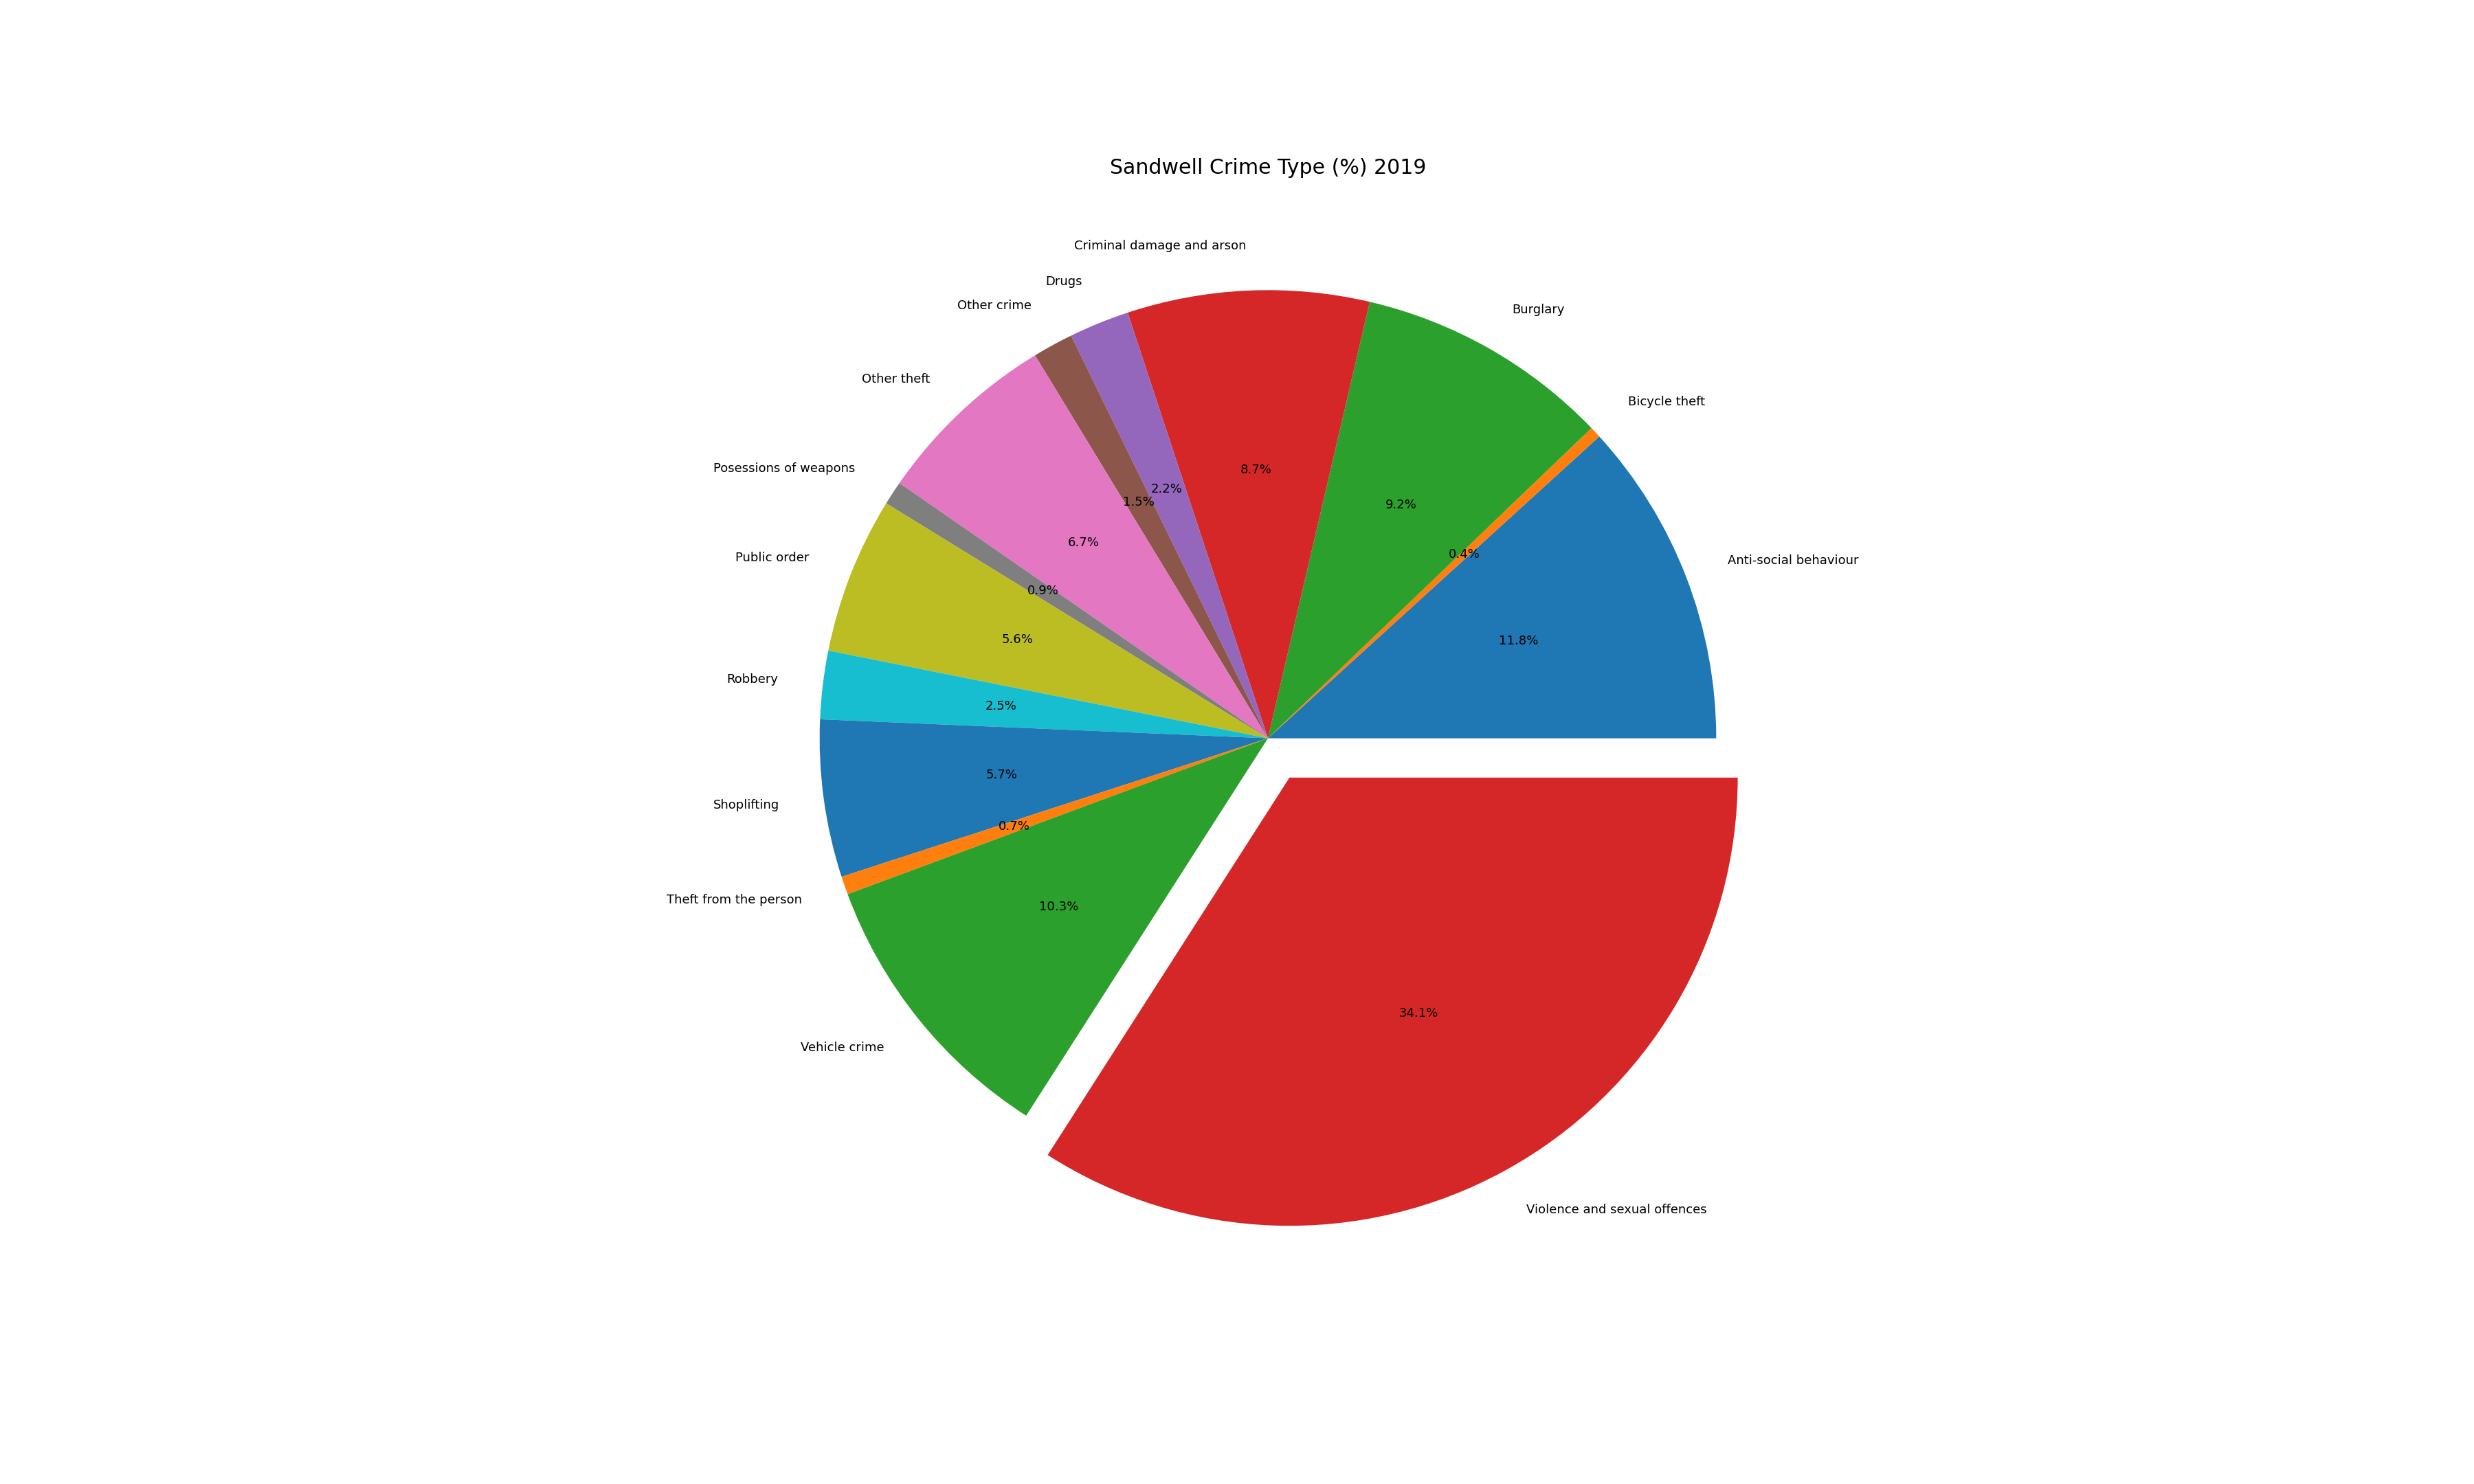 Sandwell Crime Type (%) 2019
Criminal damage and arson
Drugs
Other crime
Burglary
Other theft
Bicycle theft
Posessions of weapons
8.7%
2.2%
1.5%
9.2%
6.7%
0.4%
Public order
Anti-social behaviour
0.9%
5.6%
11.8%
Robbery
2.5%
5.7%
Shoplifting
0.7%
Theft from the person
10.3%
34.1%
Vehicle crime
Violence and sexual offences